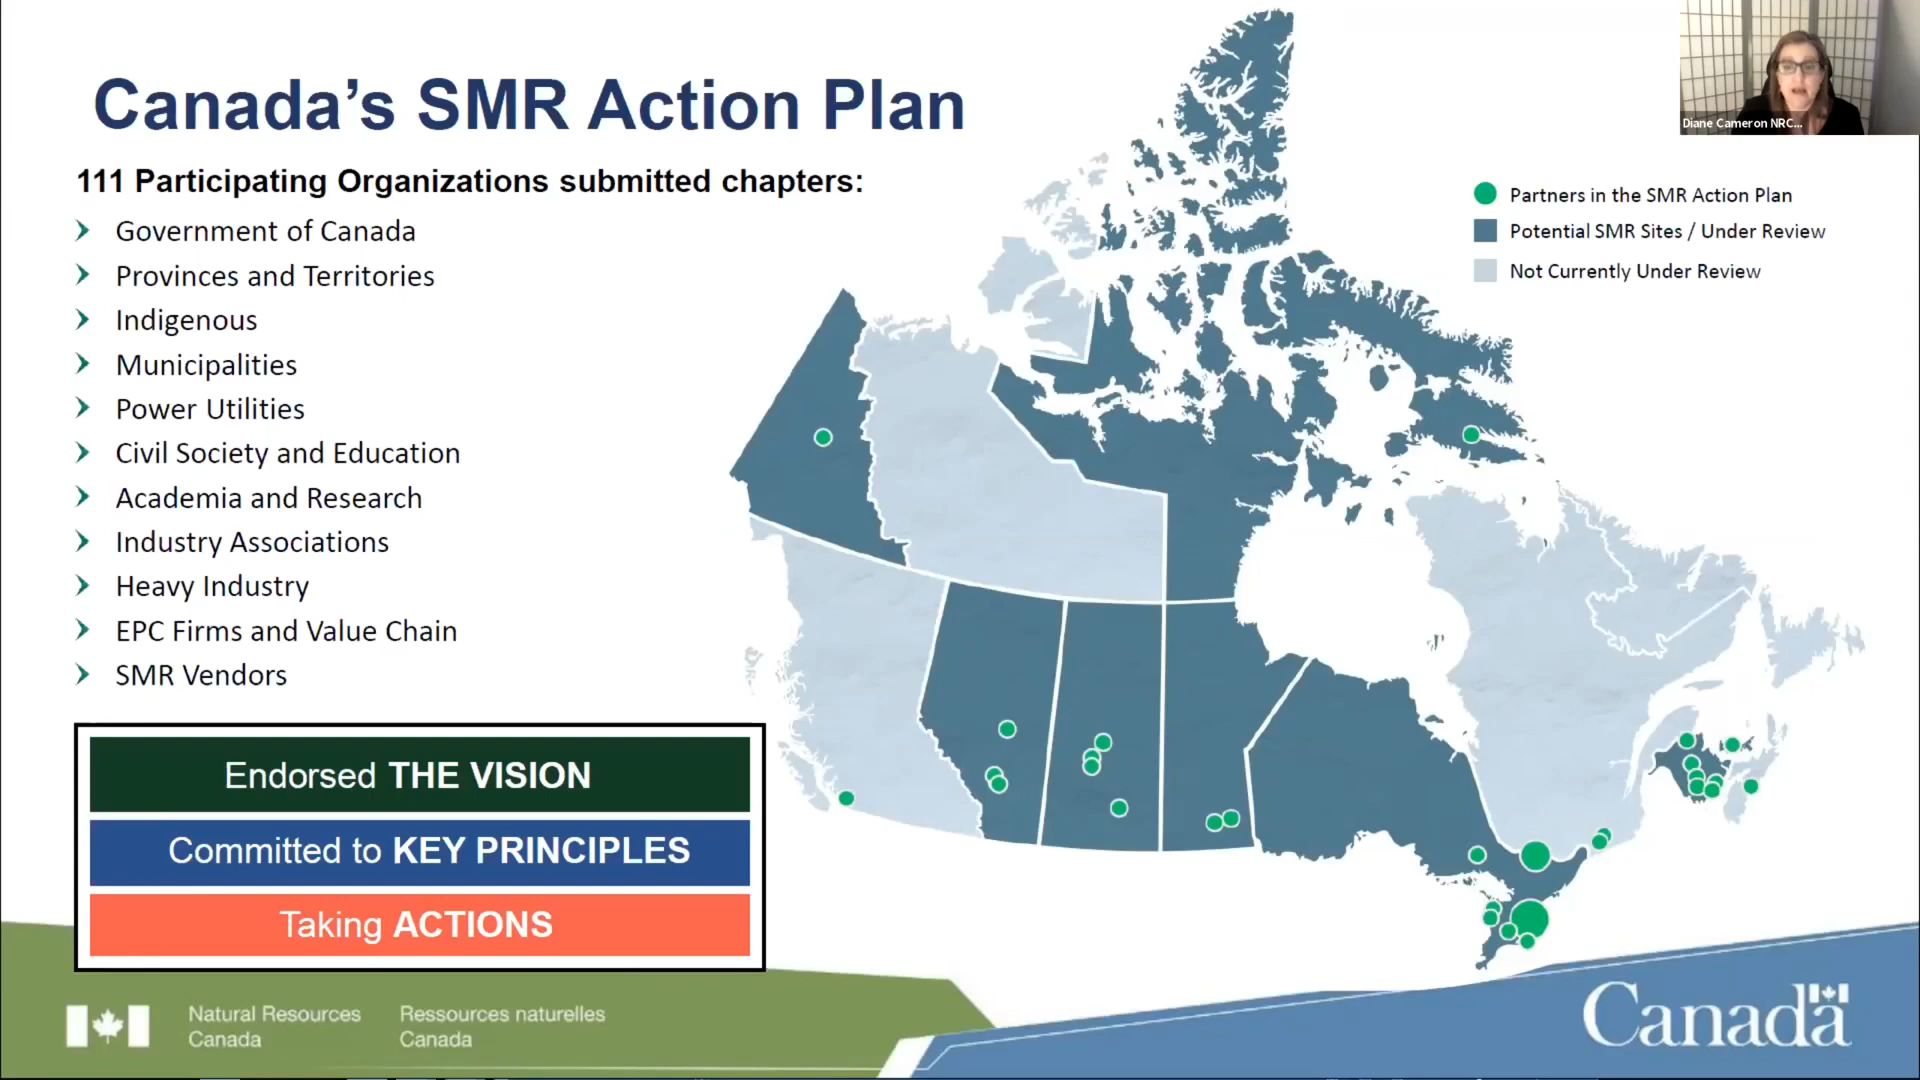 Canada's SMR Action Plan
111 Participating Organizations submitted chapters:
Government of Canada
Provinces and Territories
Indigenous
Municipalities
Power Utilities
Civil Society and Education
Academia and Research
Industry Associations
Heavy Industry
EPC Firms and Value Chain
SMR Vendors
Endorsed THE VISION
Committed to KEY PRINCIPLES
Taking ACTIONS
Diane Cameron NRC...
Partners in the SMR Action Plan
Potential SMR Sites / Under Review
Not Currently Under Review
Natural Resources
Canada
Ressources naturelles
Canada
Canada